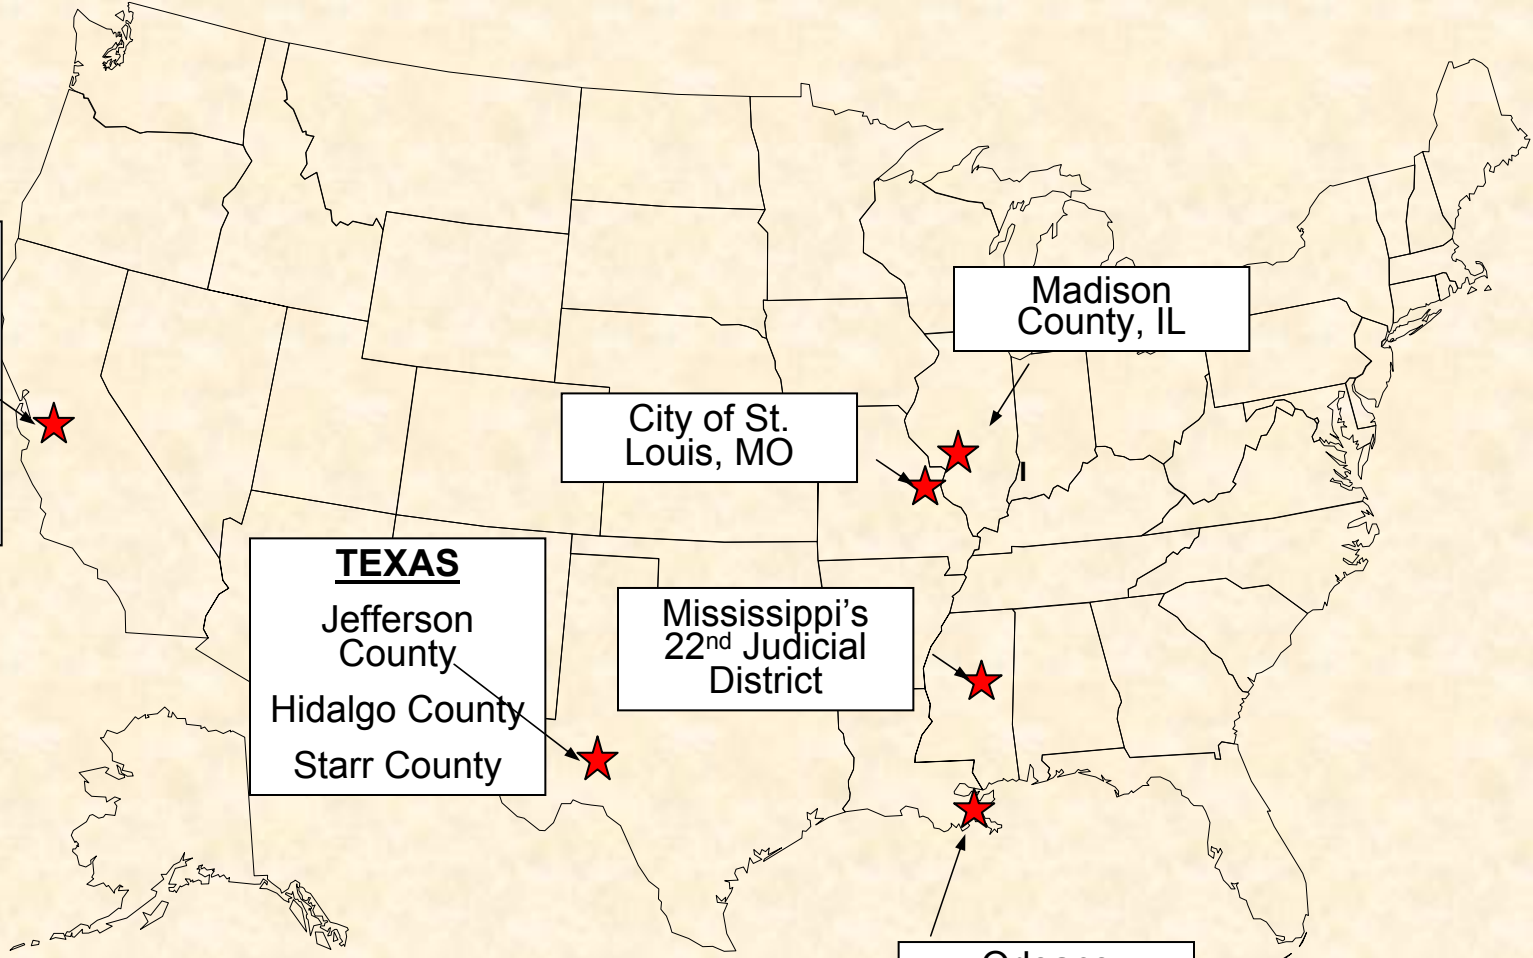 Madison
County, IL
City of St.
Louis, MO
I
TEXAS
Jefferson
County
Hidalgo County
Starr County
Mississippi’s
22nd Judicial
District